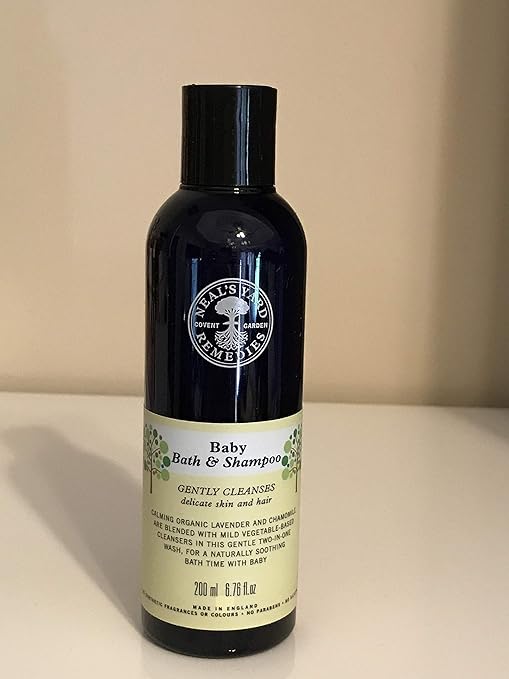 NEAL'S YARD
COVENT GARDEN
REMEDIES
Baby
Bath & Shampoo
GENTLY CLEANSES
delicate skin and hair
CALMING ORGANIC LAVENDER AND CHAMOMILE
ARE BLENDED WITH MILD VEGETABLE-BASED
CLEANSERS IN THIS GENTLE TWO-IN-ONE
WASH, FOR A NATURALLY SOOTHING
BATH TIME WITH BABY
200 ml 6.76 fl.oz
MADE IN ENGLAND
FRAGRANCES OR COLOURS • NO PARABENS • NO